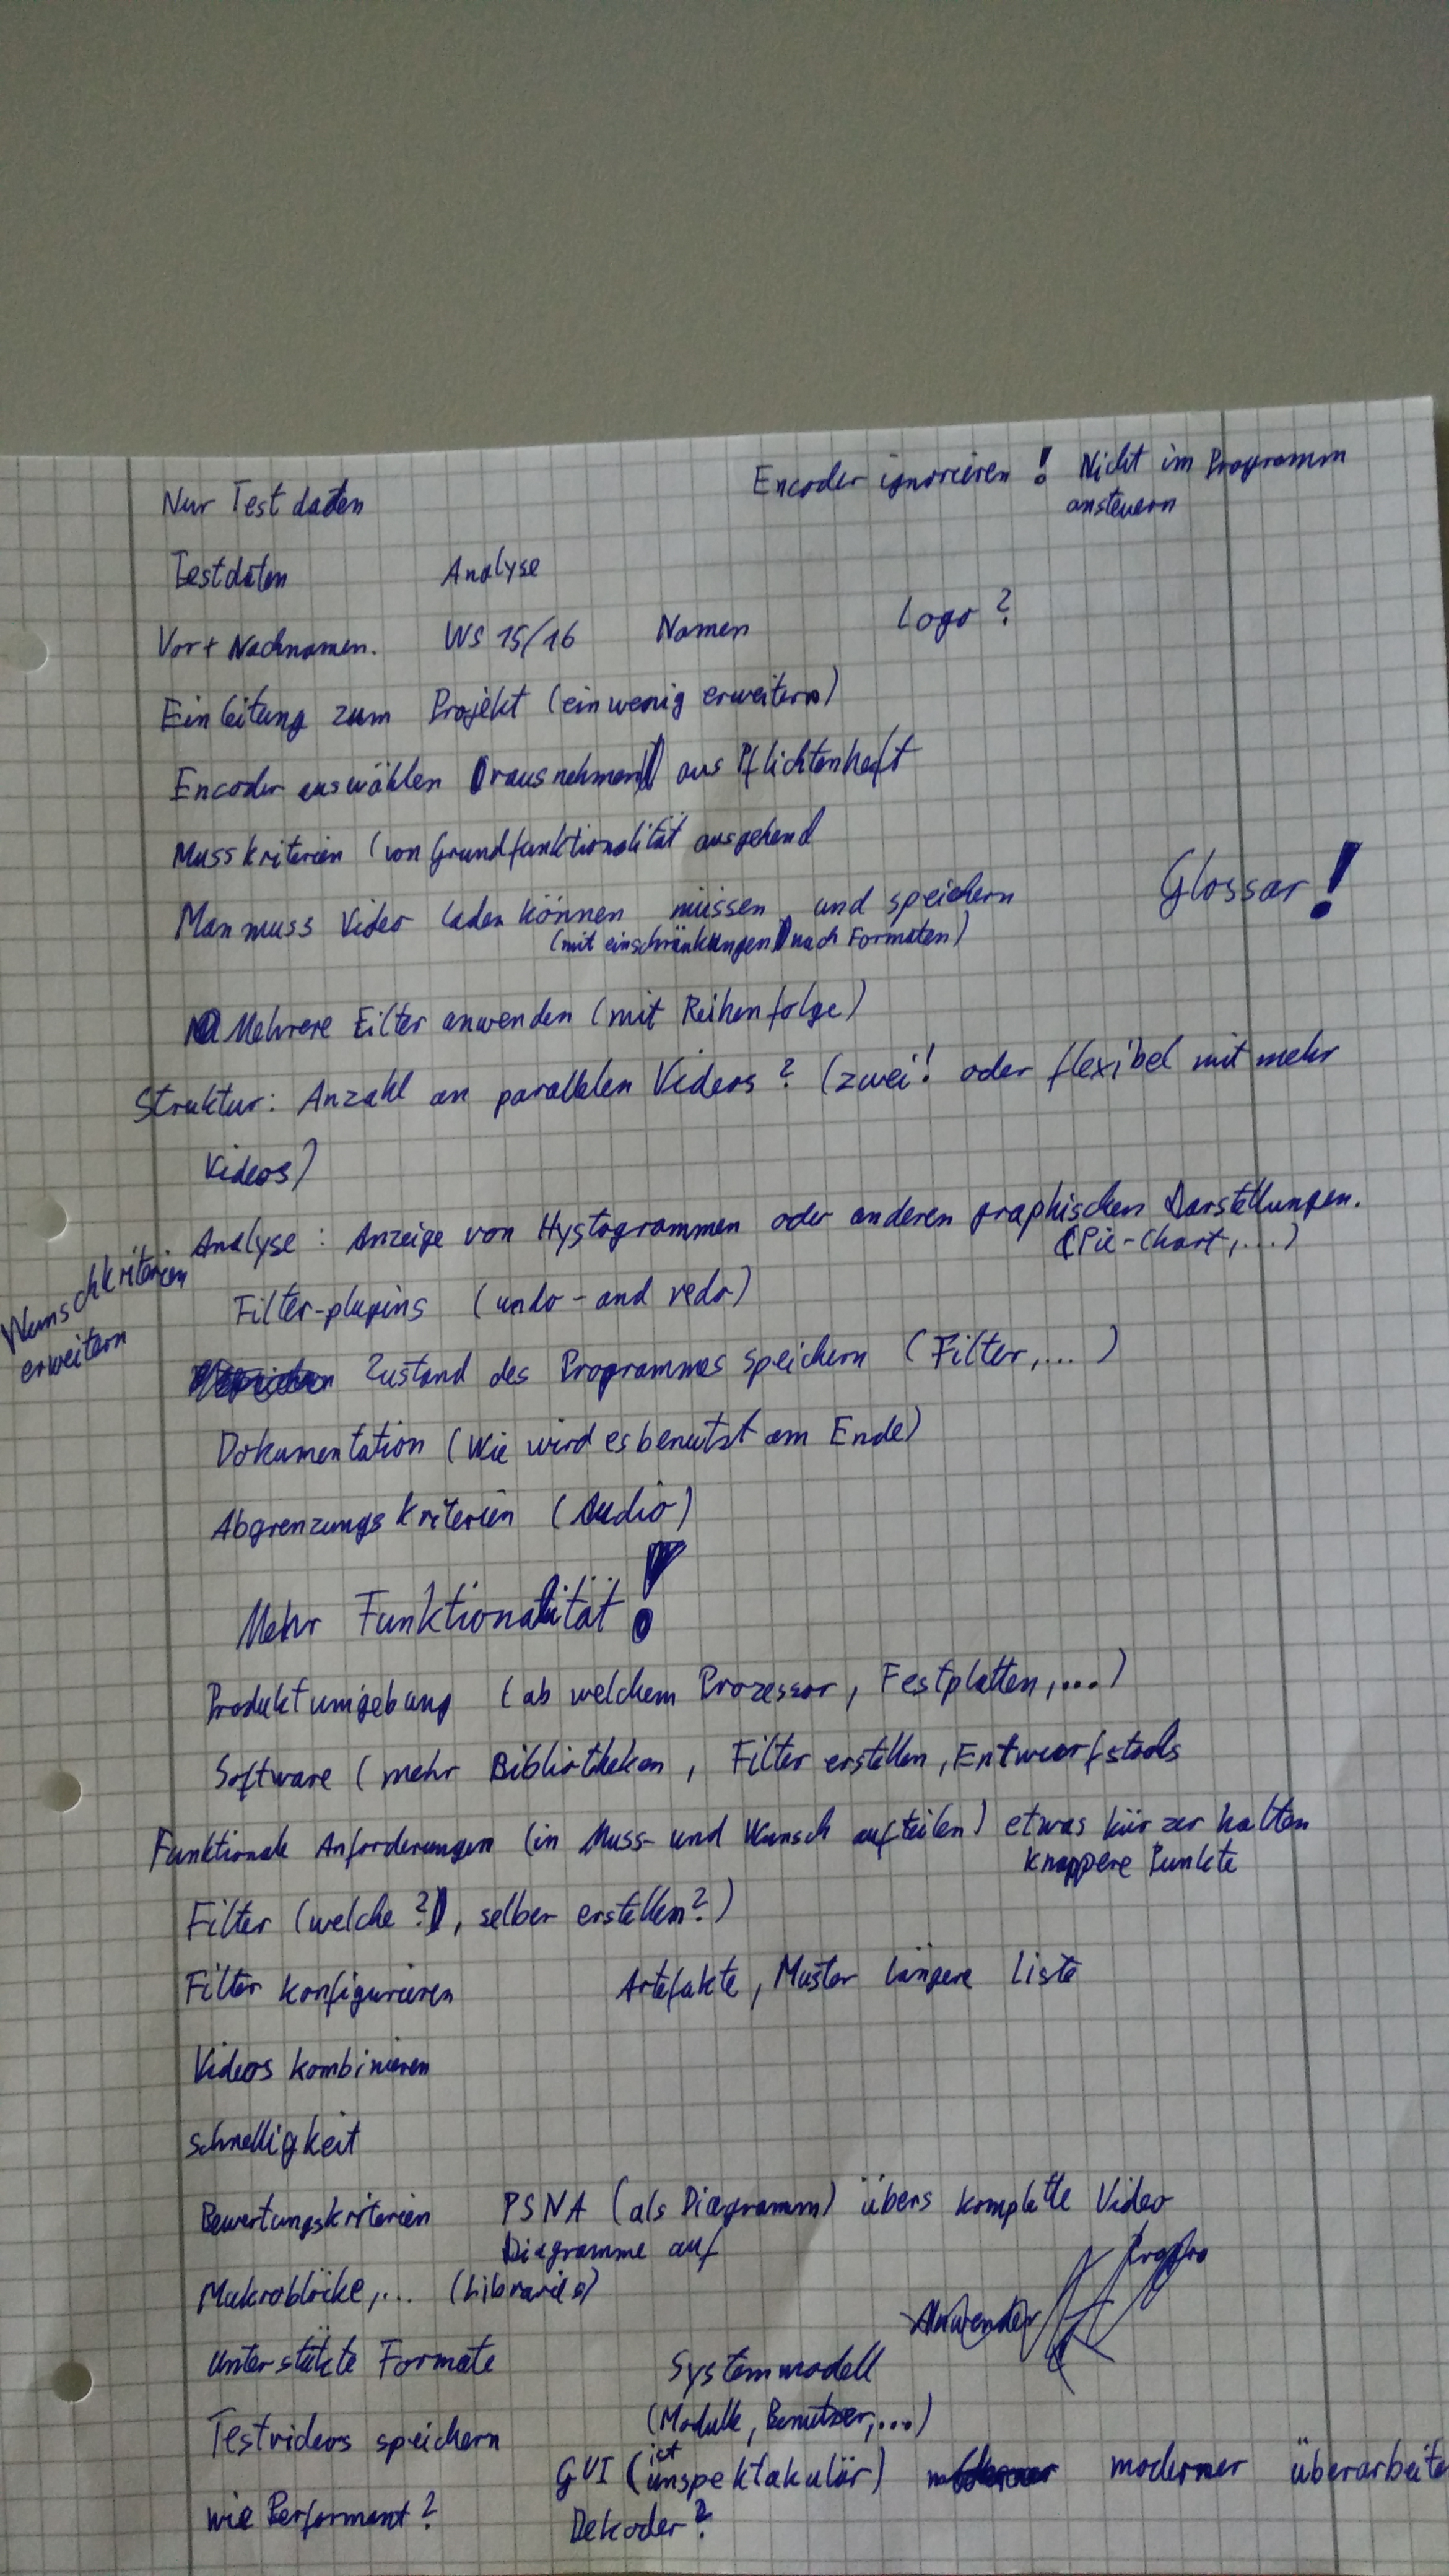 Encoder ignorieren! Nicht im Programm
ansteuern
Nur Testdaten
Testdaten Analyse
Vor+ Nachnamen. WS 15/16 Namen Logo?
Einleitung zum Projekt (ein wenig erweitern)
Encoder auswählen rausnehmen aus Pflichtenheft
Musskriterien (von Grundfunktionalität ausgehend
Man muss Video laden können müssen und speichern
(mit einschränkungen nach Formaten)
Glossar!
Mehrere Filter anwenden (mit Reihenfolge)
Struktur: Anzahl an parallelen Videos? (zwei! oder flexibel mit mehr
Videos)
Analyse: Anzeige von Hystogrammen oder anderen graphischen Darstellungen.
(Pie-Chart,...)
Wunschkriterien
erweitern
Filter-plugins (undo- and redo)
Zustand des Programmes speichern (Filter,...)
Dokumentation (Wie wird es benutzt am Ende)
Abgrenzungskriterien (Audio)
Mehr Funktionalität!
Produktumgebung (ab welchem Prozessor, Festplatten,...)
Software (mehr Bibliotheken, Filter erstellen, Entwurfstools
Funktionale Anforderungen (in Muss- und Wunsch aufteilen) etwas kürzer halten
knappere Punkte
Filter (welche?, selber erstellen?)
Filter konfigurieren Artefakte, Muster längere Liste
Videos kombinieren
schnelligkeit
Bewertungskriterien PSNA (als Diagramm) übers komplette Video
Diagramme auf
Makroblöcke,... (Libraries)
Anwender
unterstützte Formate Systemmodell
(Modulle, Benutzer,...)
Testvideos speichern
GUI (ist unspektakulär) moderner überarbeite
wie Performant? Dekoder?